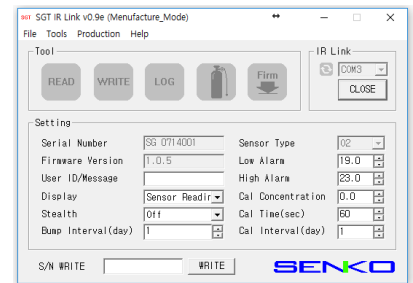 SGT SGT IR Link v0.9e (Menufacture_Mode)
File Tools Production Help
Tool
IR Link
READ WRITE LOG Firm
COM3
CLOSE
Setting
Serial Number SG 0714001 Sensor Type 02
Firmware Version 1.0.5 Low Alarm 19.0
User ID/Message High Alarm 23.0
Display Sensor Readir Cal Concentration 0.0
Stealth Off Cal Time(sec) 60
Bump Interval(day) 1 Cal Interval(day) 1
S/N WRITE WRITE SENKO